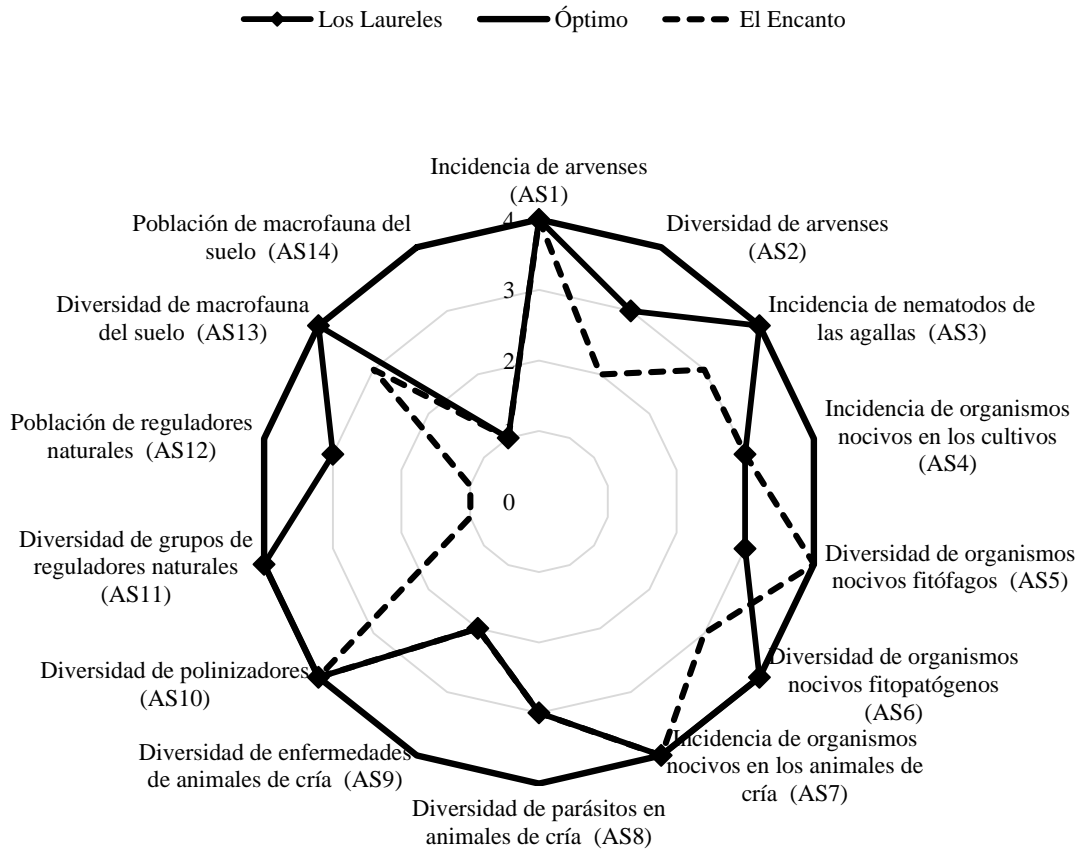 Los Laureles
Óptimo
El Encanto
Incidencia de arvenses
(AS1)
Diversidad de arvenses
(AS2)
Incidencia de nematodos de
las agallas (AS3)
Incidencia de organismos
nocivos en los cultivos
(AS4)
Diversidad de organismos
nocivos fitófagos (AS5)
Diversidad de organismos
nocivos fitopatógenos
(AS6)
Incidencia de organismos
nocivos en los animales de
cría (AS7)
Diversidad de parásitos en
animales de cría (AS8)
Diversidad de enfermedades
de animales de cría (AS9)
Diversidad de polinizadores
(AS10)
Diversidad de grupos de
reguladores naturales
(AS11)
Población de reguladores
naturales (AS12)
Diversidad de macrofauna
del suelo (AS13)
Población de macrofauna del
suelo (AS14)
4
3
2
1
0